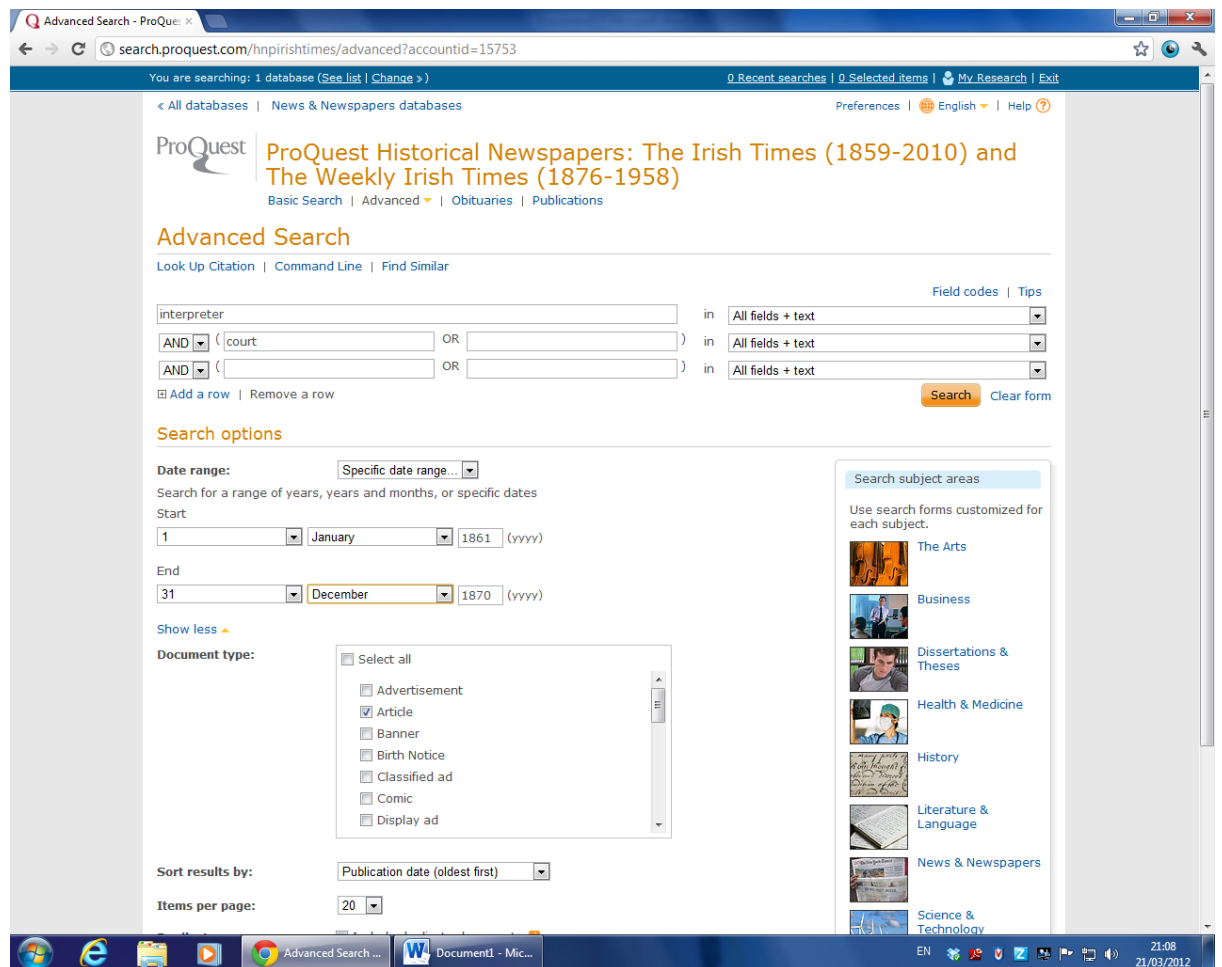 Advanced Search - ProQues
search.proquest.com/hnpirishtimes/advanced?accountid=15753
You are searching: 1 database (See list | Change »)
0 Recent searches | 0 Selected items | My Research | Exit
« All databases | News & Newspapers databases
Preferences | English | Help ?
ProQuest
ProQuest Historical Newspapers: The Irish Times (1859-2010) and
The Weekly Irish Times (1876-1958)
Basic Search | Advanced | Obituaries | Publications
Advanced Search
Look Up Citation | Command Line | Find Similar
Field codes | Tips
interpreter in All fields + text
AND ( court OR ) in All fields + text
AND ( OR ) in All fields + text
Add a row | Remove a row
Search Clear form
Search options
Date range: Specific date range...
Search for a range of years, years and months, or specific dates
Start
1 January 1861 (yyyy)
End
31 December 1870 (yyyy)
Show less
Document type:
Select all
Advertisement
Article
Banner
Birth Notice
Classified ad
Comic
Display ad
Sort results by: Publication date (oldest first)
Items per page: 20
Search subject areas
Use search forms customized for
each subject.
The Arts
Business
Dissertations &
Theses
Health & Medicine
History
Literature &
Language
News & Newspapers
Science &
Technology
Advanced Search ...
Document1 - Mic...
EN
21:08
21/03/2012